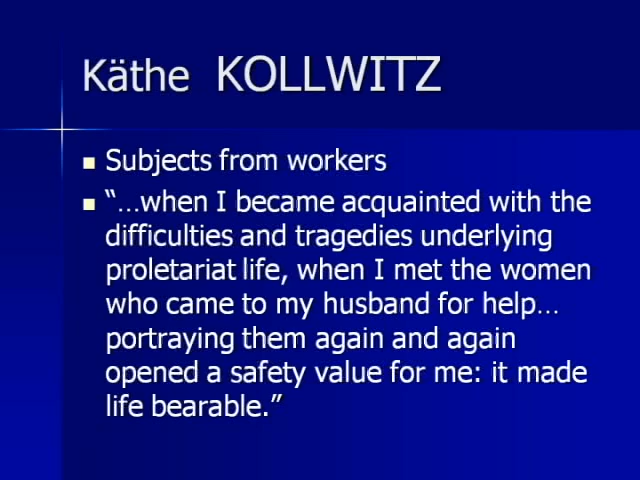 Käthe KOLLWITZ
Subjects from workers
“…when I became acquainted with the
difficulties and tragedies underlying
proletariat life, when I met the women
who came to my husband for help…
portraying them again and again
opened a safety value for me: it made
life bearable.”